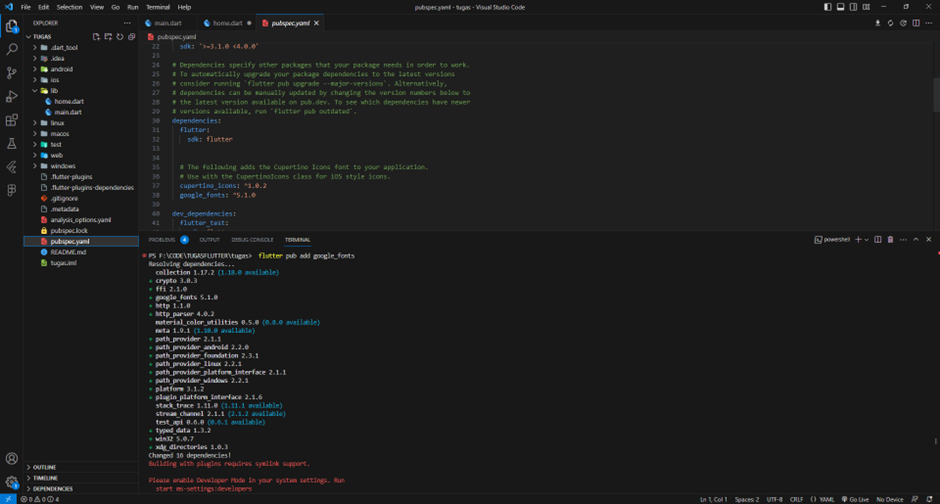 File Edit Selection View Go Run Terminal Help
pubspec.yaml - tugas - Visual Studio Code
EXPLORER
main.dart
home.dart
pubspec.yaml
TUGAS
.dart_tool
.idea
android
ios
lib
home.dart
main.dart
linux
macos
test
web
windows
.flutter-plugins
.flutter-plugins-dependencies
.gitignore
.metadata
analysis_options.yaml
pubspec.lock
pubspec.yaml
README.md
tugas.iml
OUTLINE
TIMELINE
DEPENDENCIES
pubspec.yaml
22 sdk: '>=3.1.0 <4.0.0'
23
24 # Dependencies specify other packages that your package needs in order to work.
25 # To automatically upgrade your package dependencies to the latest versions
26 # consider running `flutter pub upgrade --major-versions`. Alternatively,
27 # dependencies can be manually updated by changing the version numbers below to
28 # the latest version available on pub.dev. To see which dependencies have newer
29 # versions available, run `flutter pub outdated`.
30 dependencies:
31 flutter:
32 sdk: flutter
33
34
35 # The following adds the Cupertino Icons font to your application.
36 # Use with the CupertinoIcons class for iOS style icons.
37 cupertino_icons: ^1.0.2
38 google_fonts: ^5.1.0
39
40 dev_dependencies:
41 flutter_test:
PROBLEMS 4 OUTPUT DEBUG CONSOLE TERMINAL
powershell
PS F:\CODE\TUGASFLUTTER\tugas> flutter pub add google_fonts
Resolving dependencies...
collection 1.17.2 (1.18.0 available)
+ crypto 3.0.3
+ ffi 2.1.0
+ google_fonts 5.1.0
+ http 1.1.0
+ http_parser 4.0.2
material_color_utilities 0.5.0 (0.8.0 available)
meta 1.9.1 (1.10.0 available)
+ path_provider 2.1.1
+ path_provider_android 2.2.0
+ path_provider_foundation 2.3.1
+ path_provider_linux 2.2.1
+ path_provider_platform_interface 2.1.1
+ path_provider_windows 2.2.1
+ platform 3.1.2
+ plugin_platform_interface 2.1.6
stack_trace 1.11.0 (1.11.1 available)
stream_channel 2.1.1 (2.1.2 available)
test_api 0.6.0 (0.6.1 available)
+ typed_data 1.3.2
+ win32 5.0.7
+ xdg_directories 1.0.3
Changed 16 dependencies!
Building with plugins requires symlink support.
Please enable Developer Mode in your system settings. Run
start ms-settings:developers
0 0 4
Ln 1, Col 1 Spaces: 2 UTF-8 CRLF YAML Go Live No Device